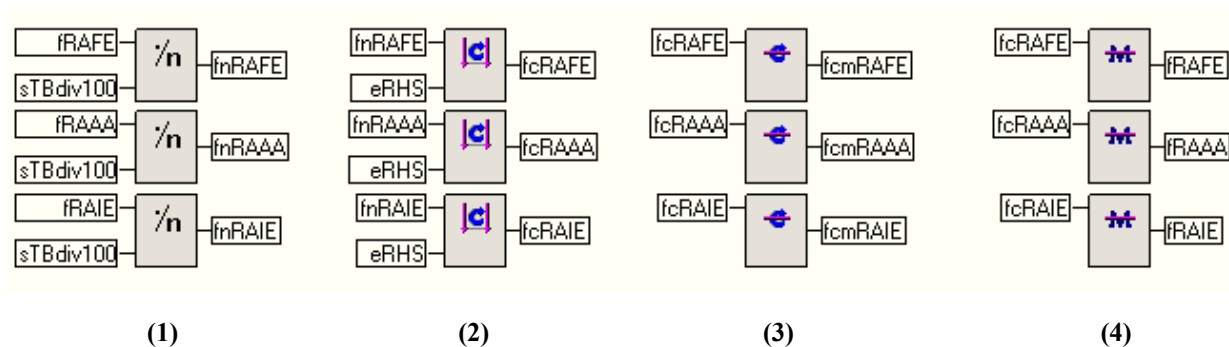 fRAFE
sTBdiv100
·/n
fnRAFE
fRAAA
sTBdiv100
·/n
fnRAAA
fRAIE
sTBdiv100
·/n
fnRAIE
fnRAFE
eRHS
C
fcRAFE
fnRAAA
eRHS
C
fcRAAA
fnRAIE
eRHS
C
fcRAIE
fcRAFE
C
fcmRAFE
fcRAAA
C
fcmRAAA
fcRAIE
C
fcmRAIE
fcRAFE
M
fRAFE
fcRAAA
M
fRAAA
fcRAIE
M
fRAIE
(1) (2) (3) (4)